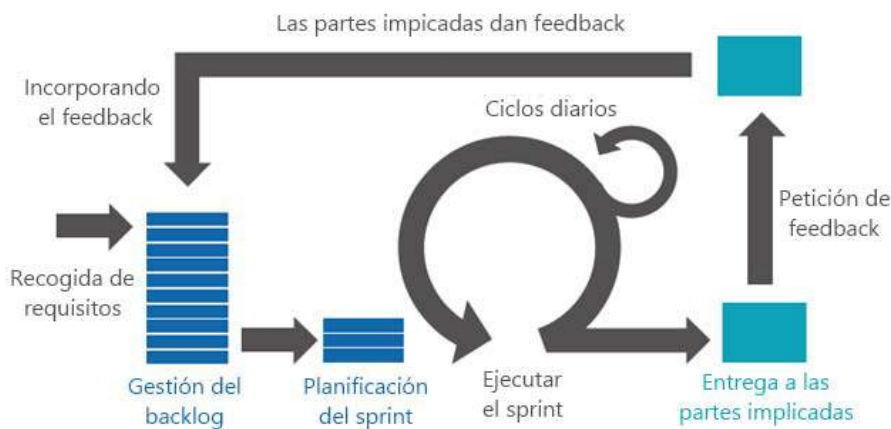 Las partes impicadas dan feedback
Incorporando
el feedback
Ciclos diarios
Petición de
feedback
Recogida de
requisitos
Gestión del
backlog
Planificación
del sprint
Ejecutar
el sprint
Entrega a las
partes implicadas